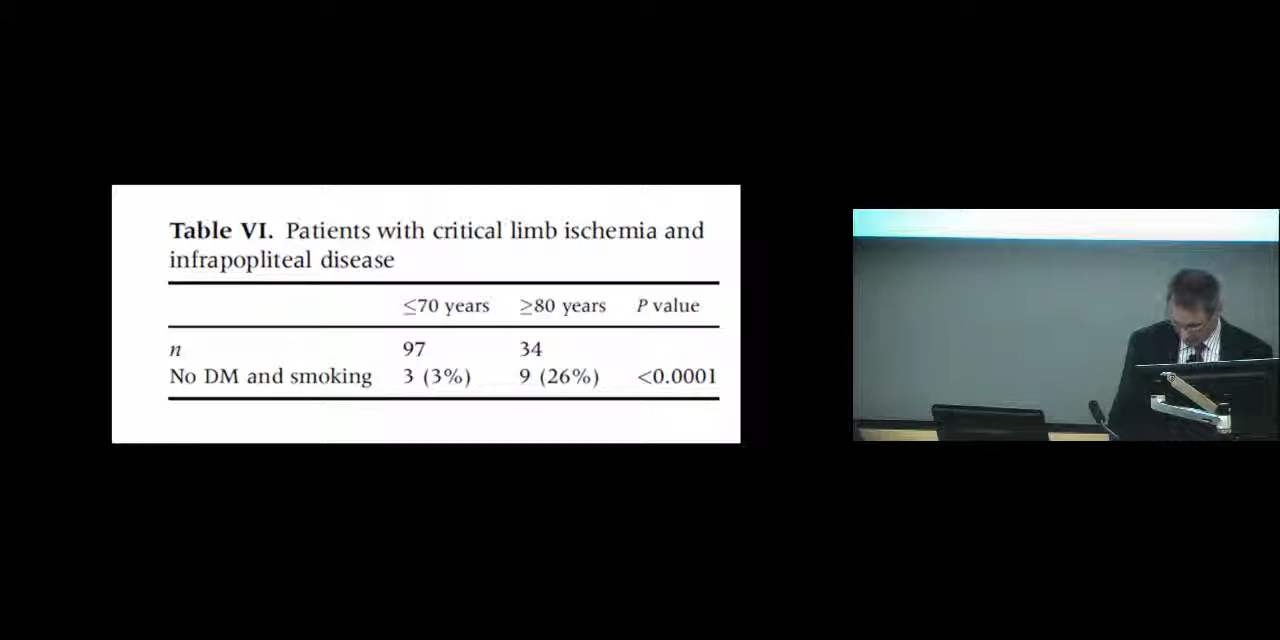 Table VI. Patients with critical limb ischemia and
infrapopliteal disease
≤70 years ≥80 years P value
n 97 34
No DM and smoking 3 (3%) 9 (26%) <0.0001